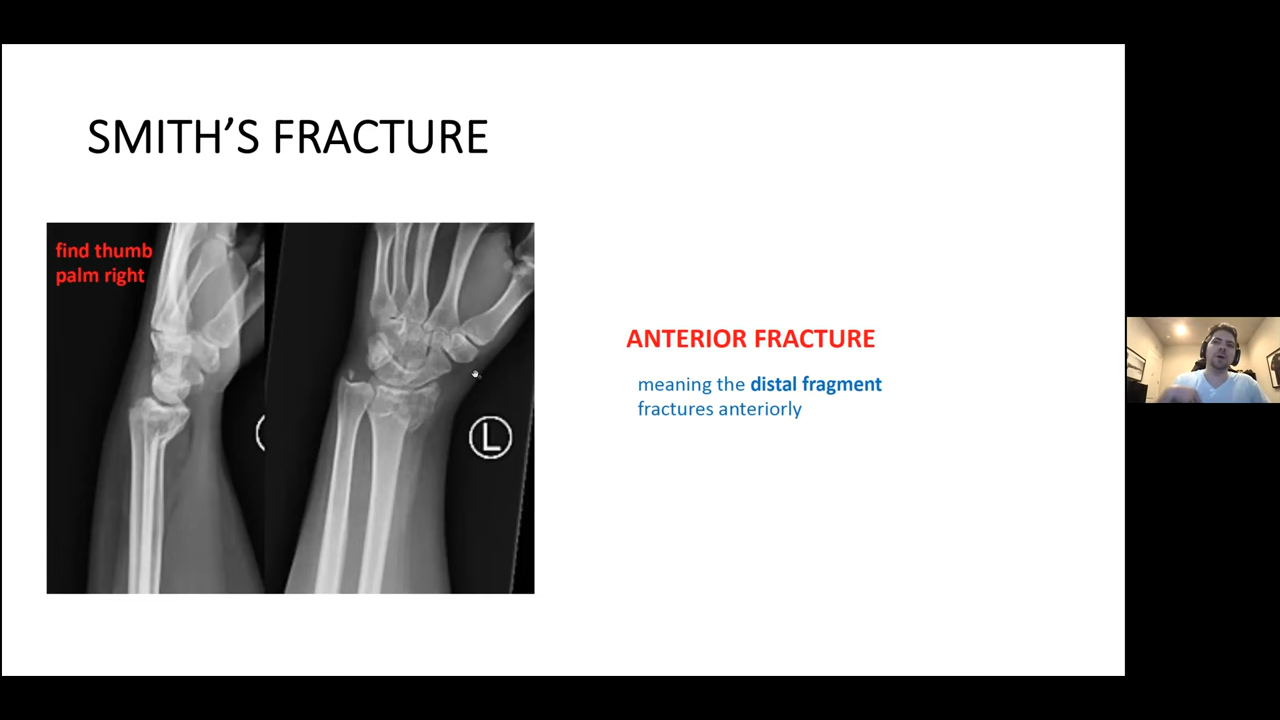 SMITH’S FRACTURE
find thumb
palm right
L
ANTERIOR FRACTURE
meaning the distal fragment
fractures anteriorly